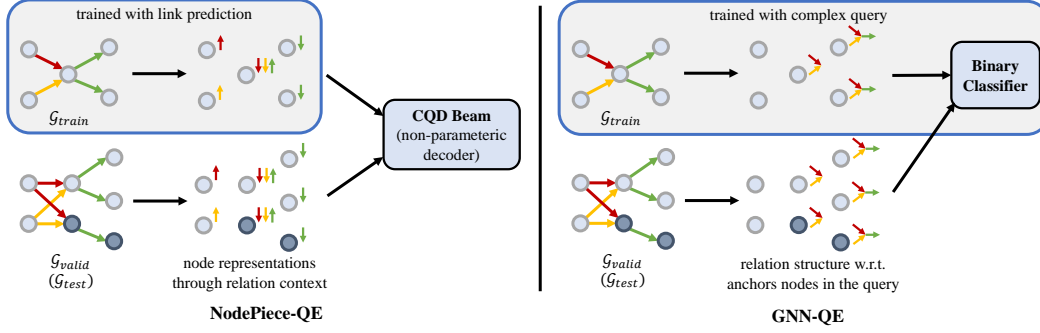 trained with link prediction
𝒢train
CQD Beam
(non-parameteric
decoder)
𝒢valid
(𝒢test)
node representations
through relation context
NodePiece-QE
trained with complex query
𝒢train
Binary
Classifier
𝒢valid
(𝒢test)
relation structure w.r.t.
anchors nodes in the query
GNN-QE